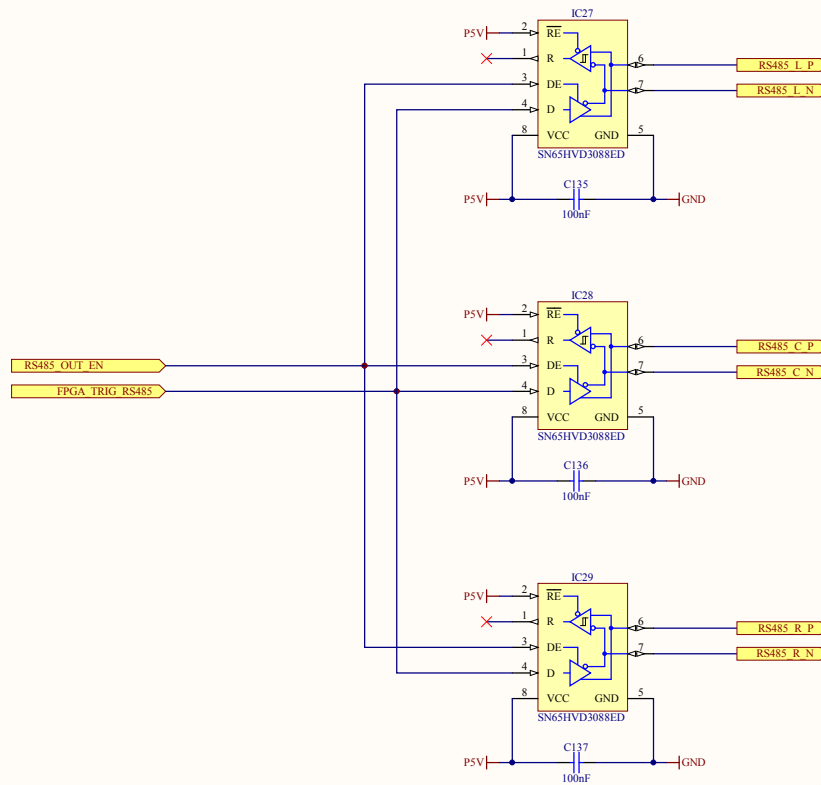 IC27
P5V 2 RE
1 R 6 RS485_L_P
3 DE 7 RS485_L_N
4 D
8 VCC GND 5
SN65HVD3088ED
C135
P5V GND
100nF
IC28
P5V 2 RE
1 R 6 RS485_C_P
RS485_OUT_EN 3 DE 7 RS485_C_N
FPGA_TRIG_RS485 4 D
8 VCC GND 5
SN65HVD3088ED
C136
P5V GND
100nF
IC29
P5V 2 RE
1 R 6 RS485_R_P
3 DE 7 RS485_R_N
4 D
8 VCC GND 5
SN65HVD3088ED
C137
P5V GND
100nF